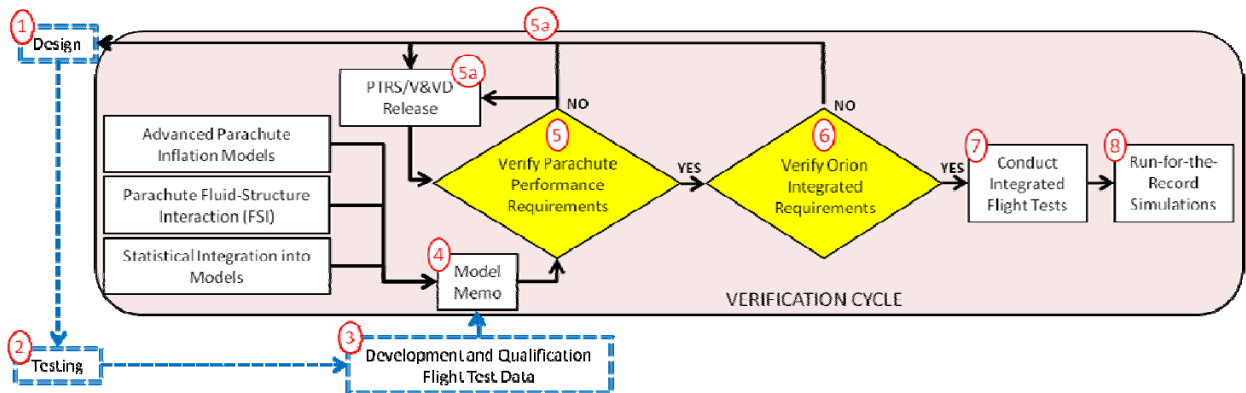 1
Design
5a
5a
PTRS/V&VD
Release
NO
NO
Advanced Parachute
Inflation Models
Parachute Fluid-Structure
Interaction (FSI)
Statistical Integration into
Models
4
Model
Memo
5
Verify Parachute
Performance
Requirements
YES
6
Verify Orion
Integrated
Requirements
YES
7
Conduct
Integrated
Flight Tests
8
Run-for-the-
Record
Simulations
VERIFICATION CYCLE
2
Testing
3
Development and Qualification
Flight Test Data